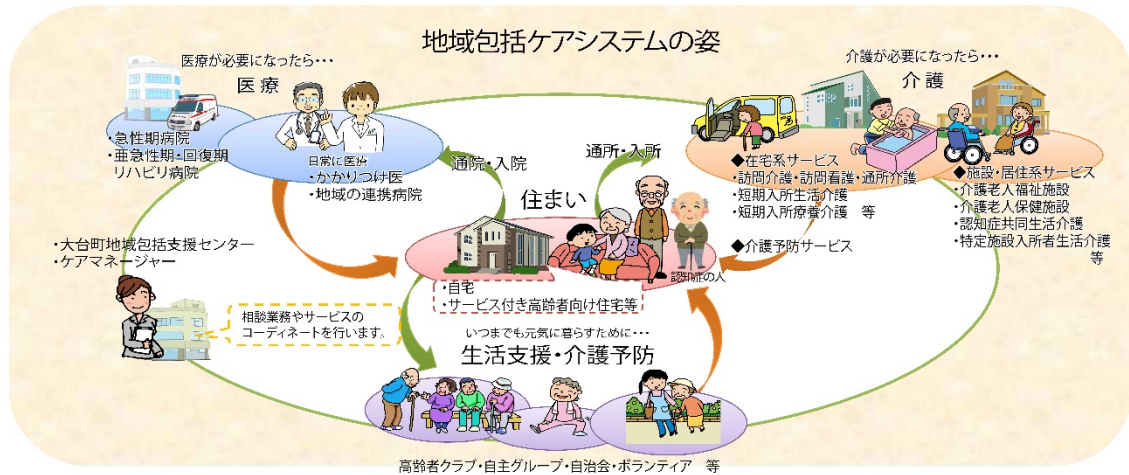 地域包括ケアシステムの姿
医療が必要になったら・・・
医療
・急性期病院
・亜急性期・回復期
リハビリ病院
日常に医療
・かかりつけ医
・地域の連携病院
通院・入院
通所・入所
介護が必要になったら・・・
介護
◆在宅系サービス
・訪問介護・訪問看護・通所介護
・短期入所生活介護
・短期入所療養介護 等
◆介護予防サービス
◆施設・居住系サービス
・介護老人福祉施設
・介護老人保健施設
・認知症共同生活介護
・特定施設入所者生活介護
等
住まい
認知症の人
・自宅
・サービス付き高齢者向け住宅等
・大台町地域包括支援センター
・ケアマネージャー
相談業務やサービスの
コーディネートを行います。
いつまでも元気に暮らすために・・・
生活支援・介護予防
高齢者クラブ・自主グループ・自治会・ボランティア 等